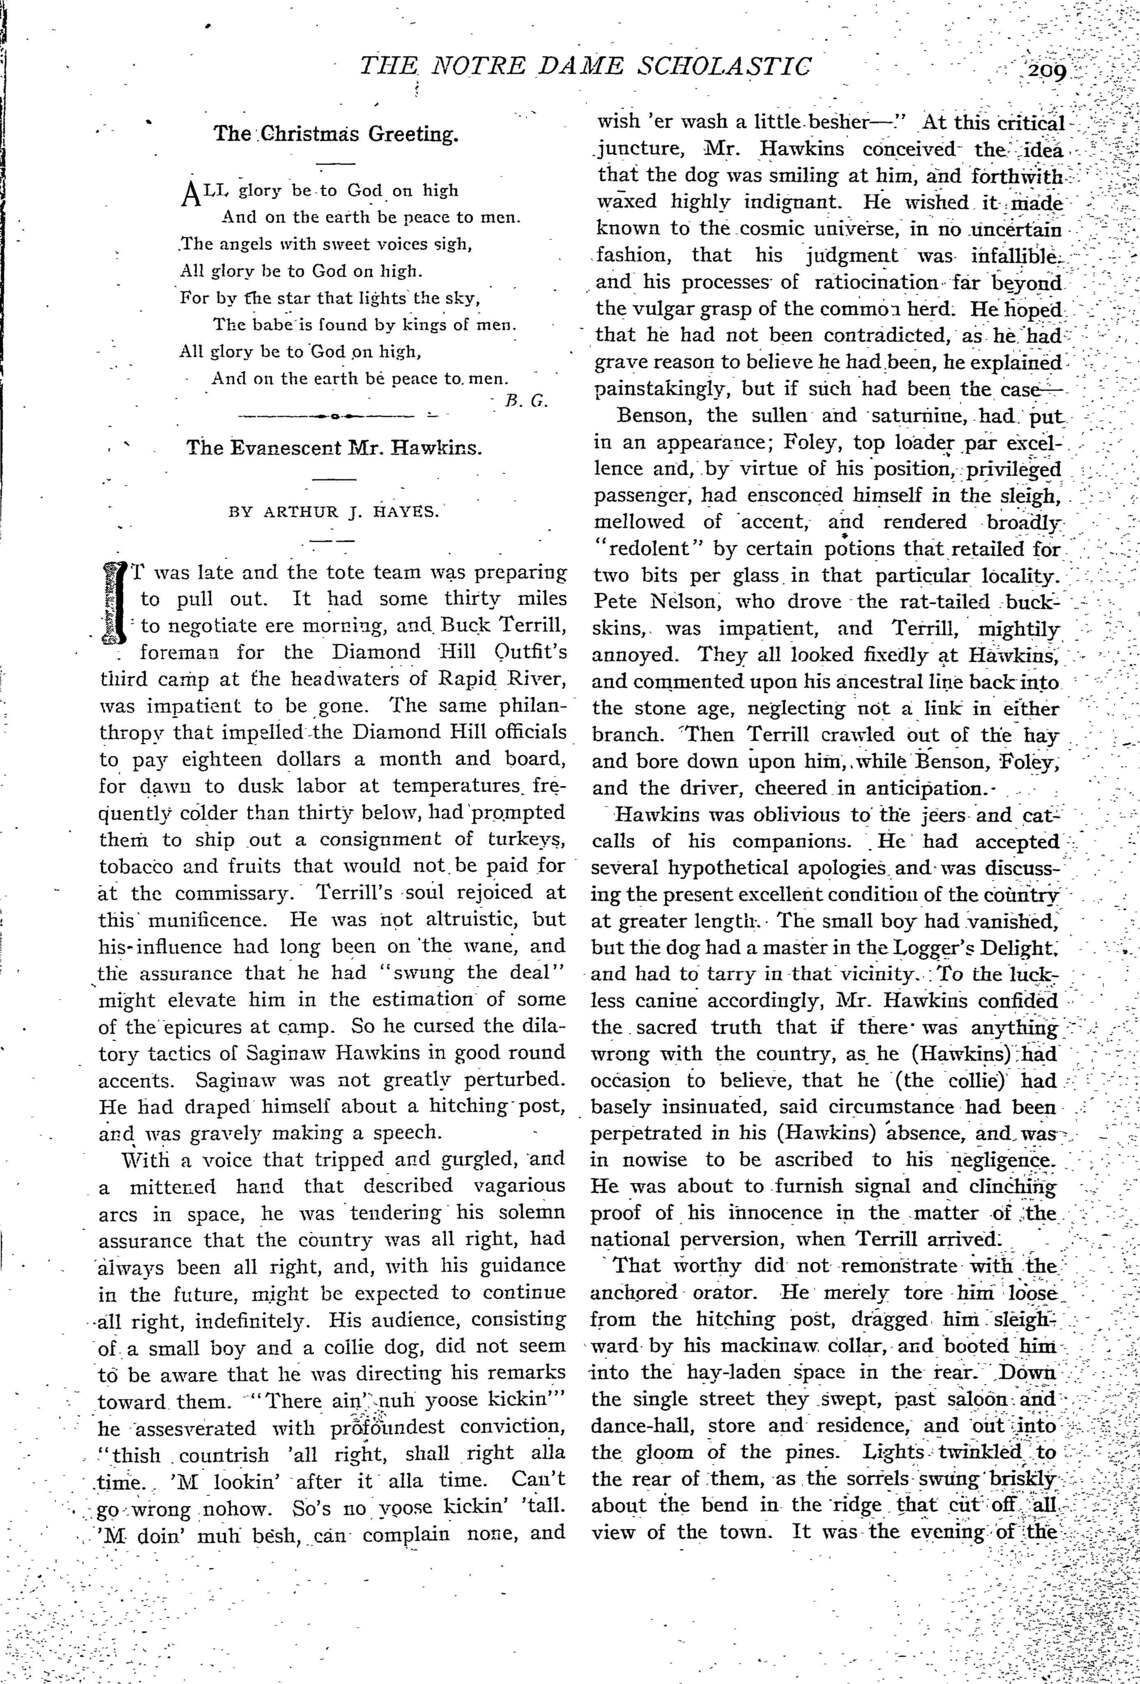 THE NOTRE DAME SCHOLASTIC
209
The Christmas Greeting.
ALL glory be to God on high
And on the earth be peace to men.
The angels with sweet voices sigh,
All glory be to God on high.
For by the star that lights the sky,
The babe is found by kings of men.
All glory be to God on high,
And on the earth be peace to men.
B. G.
The Evanescent Mr. Hawkins.
BY ARTHUR J. HAYES.
IT was late and the tote team was preparing
to pull out. It had some thirty miles
to negotiate ere morning, and Buck Terrill,
foreman for the Diamond Hill Outfit's
third camp at the headwaters of Rapid River,
was impatient to be gone. The same philan-
thropy that impelled the Diamond Hill officials
to pay eighteen dollars a month and board,
for dawn to dusk labor at temperatures fre-
quently colder than thirty below, had prompted
them to ship out a consignment of turkeys,
tobacco and fruits that would not be paid for
at the commissary. Terrill's soul rejoiced at
this munificence. He was not altruistic, but
his influence had long been on the wane, and
the assurance that he had "swung the deal"
might elevate him in the estimation of some
of the epicures at camp. So he cursed the dila-
tory tactics of Saginaw Hawkins in good round
accents. Saginaw was not greatly perturbed.
He had draped himself about a hitching post,
and was gravely making a speech.
With a voice that tripped and gurgled, and
a mittened hand that described vagarious
arcs in space, he was tendering his solemn
assurance that the country was all right, had
always been all right, and, with his guidance
in the future, might be expected to continue
all right, indefinitely. His audience, consisting
of a small boy and a collie dog, did not seem
to be aware that he was directing his remarks
toward them. "There ain' nuh yoose kickin'"
he assesverated with profoundest conviction,
"thish countrish 'all right, shall right alla
time. 'M lookin' after it alla time. Can't
go wrong nohow. So's no yoose kickin' 'tall.
'M doin' muh besh, can complain none, and
wish 'er wash a little besher—." At this critical
juncture, Mr. Hawkins conceived the idea
that the dog was smiling at him, and forthwith
waxed highly indignant. He wished it made
known to the cosmic universe, in no uncertain
fashion, that his judgment was infallible
and his processes of ratiocination far beyond
the vulgar grasp of the common herd. He hoped
that he had not been contradicted, as he had
grave reason to believe he had been, he explained
painstakingly, but if such had been the case—
Benson, the sullen and saturnine, had put
in an appearance; Foley, top loader par excel-
lence and, by virtue of his position, privileged
passenger, had ensconced himself in the sleigh,
mellowed of accent, and rendered broadly
"redolent" by certain potions that retailed for
two bits per glass in that particular locality.
Pete Nelson, who drove the rat-tailed buck-
skins, was impatient, and Terrill, mightily
annoyed. They all looked fixedly at Hawkins,
and commented upon his ancestral line back into
the stone age, neglecting not a link in either
branch. Then Terrill crawled out of the hay
and bore down upon him, while Benson, Foley,
and the driver, cheered in anticipation.
Hawkins was oblivious to the jeers and cat-
calls of his companions. He had accepted
several hypothetical apologies and was discuss-
ing the present excellent condition of the country
at greater length. The small boy had vanished,
but the dog had a master in the Logger's Delight,
and had to tarry in that vicinity. To the luck-
less canine accordingly, Mr. Hawkins confided
the sacred truth that if there was anything
wrong with the country, as he (Hawkins) had
occasion to believe, that he (the collie) had
basely insinuated, said circumstance had been
perpetrated in his (Hawkins) absence, and was
in nowise to be ascribed to his negligence.
He was about to furnish signal and clinching
proof of his innocence in the matter of the
national perversion, when Terrill arrived.
That worthy did not remonstrate with the
anchored orator. He merely tore him loose
from the hitching post, dragged him sleigh-
ward by his mackinaw collar, and booted him
into the hay-laden space in the rear. Down
the single street they swept, past saloon and
dance-hall, store and residence, and out into
the gloom of the pines. Lights twinkled to
the rear of them, as the sorrels swung briskly
about the bend in the ridge that cut off all
view of the town. It was the evening of the